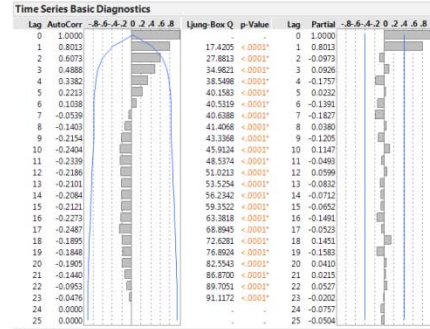 Time Series Basic Diagnostics
Lag AutoCorr -.8-.6-.4-.2 0 .2 .4 .6 .8 Ljung-Box Q p-Value Lag Partial -.8-.6-.4-.2 0 .2 .4 .6 .8
0 1.0000 . . 0 1.0000
1 0.8013 17.4205 <.0001* 1 0.8013
2 0.6073 27.8813 <.0001* 2 -0.0973
3 0.4888 34.9821 <.0001* 3 0.0926
4 0.3382 38.5498 <.0001* 4 -0.1757
5 0.2213 40.1583 <.0001* 5 0.0232
6 0.1038 40.5319 <.0001* 6 -0.1391
7 -0.0539 40.6388 <.0001* 7 -0.1827
8 -0.1403 41.4068 <.0001* 8 0.0380
9 -0.2154 43.3368 <.0001* 9 -0.1205
10 -0.2404 45.9124 <.0001* 10 0.1147
11 -0.2339 48.5374 <.0001* 11 -0.0493
12 -0.2186 51.0213 <.0001* 12 0.0599
13 -0.2101 53.5254 <.0001* 13 -0.0832
14 -0.2084 56.2342 <.0001* 14 -0.0712
15 -0.2121 59.3522 <.0001* 15 -0.0652
16 -0.2273 63.3818 <.0001* 16 -0.1491
17 -0.2487 68.8945 <.0001* 17 -0.0523
18 -0.1895 72.6281 <.0001* 18 0.1451
19 -0.1848 76.8924 <.0001* 19 -0.1583
20 -0.1905 82.5543 <.0001* 20 0.0410
21 -0.1440 86.8700 <.0001* 21 0.0215
22 -0.0953 89.7051 <.0001* 22 0.0527
23 -0.0476 91.1172 <.0001* 23 -0.0202
24 0.0000 . . 24 -0.0757
25 0.0000 . . 25 -0.0504